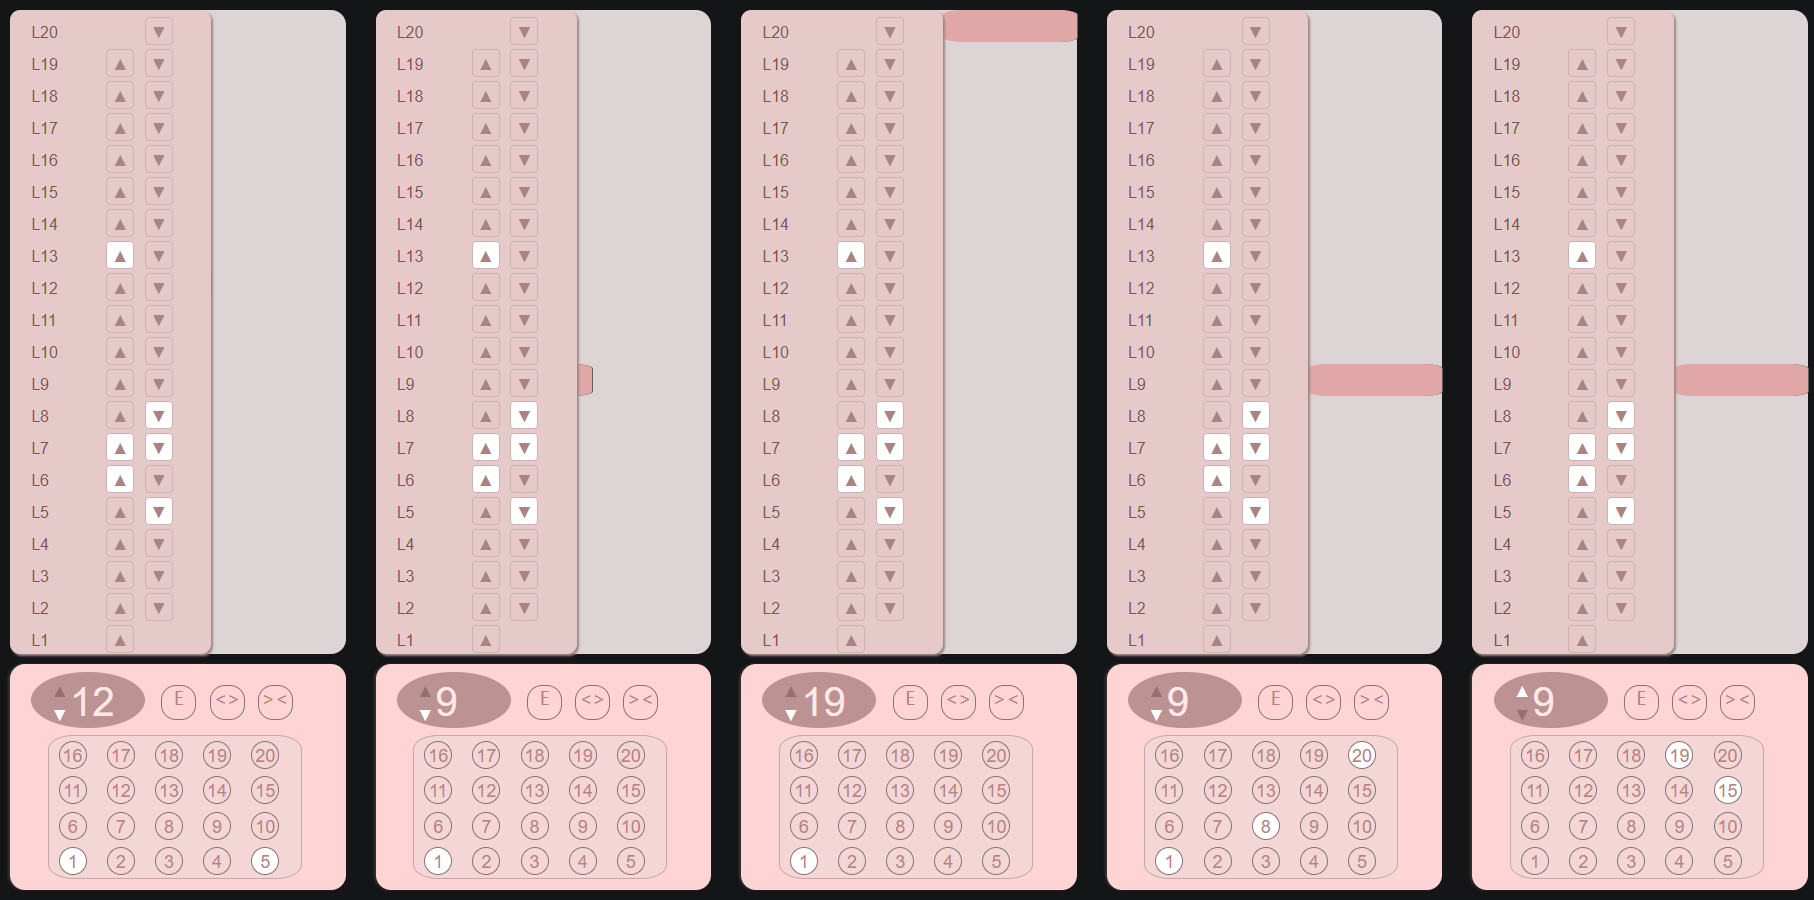 L20 ▼ L20 ▼ L20 ▼ L20 ▼ L20 ▼
L19 ▲ ▼ L19 ▲ ▼ L19 ▲ ▼ L19 ▲ ▼ L19 ▲ ▼
L18 ▲ ▼ L18 ▲ ▼ L18 ▲ ▼ L18 ▲ ▼ L18 ▲ ▼
L17 ▲ ▼ L17 ▲ ▼ L17 ▲ ▼ L17 ▲ ▼ L17 ▲ ▼
L16 ▲ ▼ L16 ▲ ▼ L16 ▲ ▼ L16 ▲ ▼ L16 ▲ ▼
L15 ▲ ▼ L15 ▲ ▼ L15 ▲ ▼ L15 ▲ ▼ L15 ▲ ▼
L14 ▲ ▼ L14 ▲ ▼ L14 ▲ ▼ L14 ▲ ▼ L14 ▲ ▼
L13 ▲ ▼ L13 ▲ ▼ L13 ▲ ▼ L13 ▲ ▼ L13 ▲ ▼
L12 ▲ ▼ L12 ▲ ▼ L12 ▲ ▼ L12 ▲ ▼ L12 ▲ ▼
L11 ▲ ▼ L11 ▲ ▼ L11 ▲ ▼ L11 ▲ ▼ L11 ▲ ▼
L10 ▲ ▼ L10 ▲ ▼ L10 ▲ ▼ L10 ▲ ▼ L10 ▲ ▼
L9 ▲ ▼ L9 ▲ ▼ L9 ▲ ▼ L9 ▲ ▼ L9 ▲ ▼
L8 ▲ ▼ L8 ▲ ▼ L8 ▲ ▼ L8 ▲ ▼ L8 ▲ ▼
L7 ▲ ▼ L7 ▲ ▼ L7 ▲ ▼ L7 ▲ ▼ L7 ▲ ▼
L6 ▲ ▼ L6 ▲ ▼ L6 ▲ ▼ L6 ▲ ▼ L6 ▲ ▼
L5 ▲ ▼ L5 ▲ ▼ L5 ▲ ▼ L5 ▲ ▼ L5 ▲ ▼
L4 ▲ ▼ L4 ▲ ▼ L4 ▲ ▼ L4 ▲ ▼ L4 ▲ ▼
L3 ▲ ▼ L3 ▲ ▼ L3 ▲ ▼ L3 ▲ ▼ L3 ▲ ▼
L2 ▲ ▼ L2 ▲ ▼ L2 ▲ ▼ L2 ▲ ▼ L2 ▲ ▼
L1 ▲ L1 ▲ L1 ▲ L1 ▲ L1 ▲
▲▼ 12 E <> >< ▲▼ 9 E <> >< ▲▼ 19 E <> >< ▲▼ 9 E <> >< ▲▼ 9 E <> ><
16 17 18 19 20 16 17 18 19 20 16 17 18 19 20 16 17 18 19 20 16 17 18 19 20
11 12 13 14 15 11 12 13 14 15 11 12 13 14 15 11 12 13 14 15 11 12 13 14 15
6 7 8 9 10 6 7 8 9 10 6 7 8 9 10 6 7 8 9 10 6 7 8 9 10
1 2 3 4 5 1 2 3 4 5 1 2 3 4 5 1 2 3 4 5 1 2 3 4 5